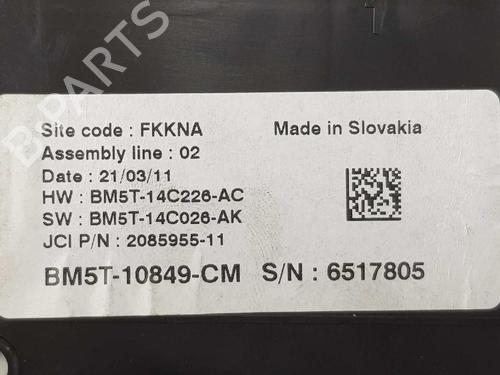 Site code : FKKNA
Made in Slovakia
Assembly line : 02
Date : 21/03/11
HW : BM5T-14C226-AC
SW : BM5T-14C026-AK
JCI P/N : 2085955-11
BM5T-10849-CM S/N : 6517805
B-PARTS